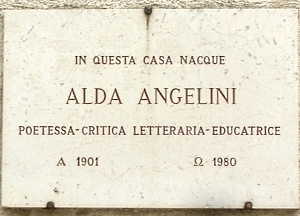 IN QUESTA CASA NACQUE
ALDA ANGELINI
POETESSA-CRITICA LETTERARIA-EDUCATRICE
Α 1901 Ω 1980